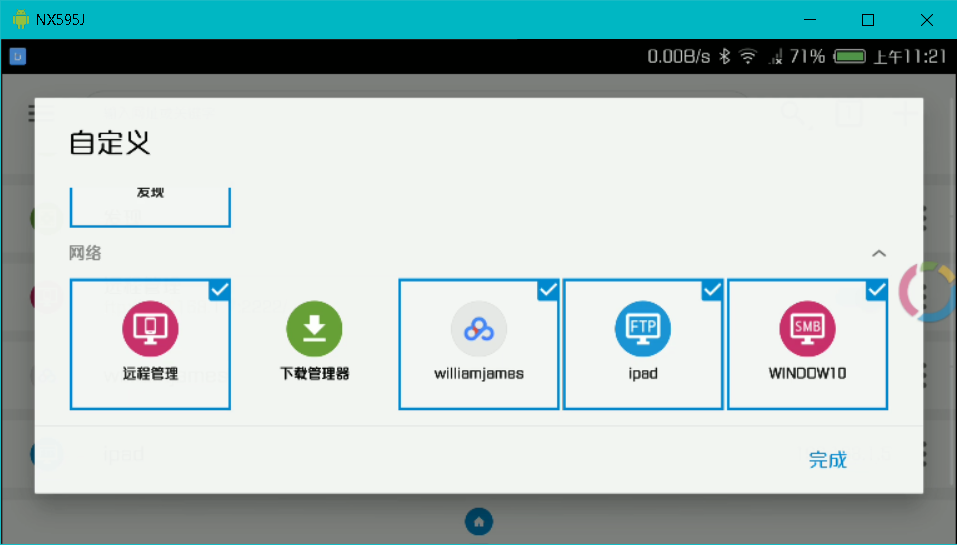 NX595J
0.00B/s 71% 上午11:21
自定义
发现
网络
远程管理
下载管理器
williamjames
FTP
ipad
SMB
WINDOW10
ipad
完成